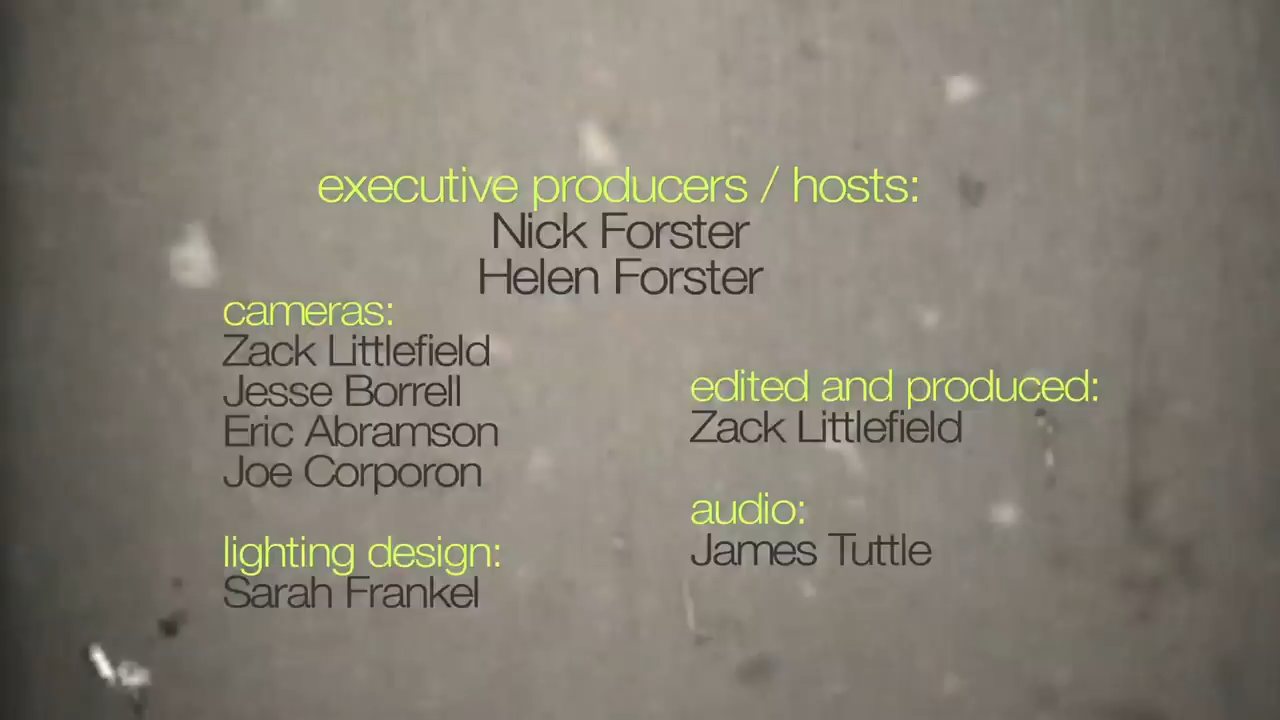 executive producers / hosts:
Nick Forster
Helen Forster
cameras:
Zack Littlefield
Jesse Borrell
Eric Abramson
Joe Corporon
lighting design:
Sarah Frankel
edited and produced:
Zack Littlefield
audio:
James Tuttle